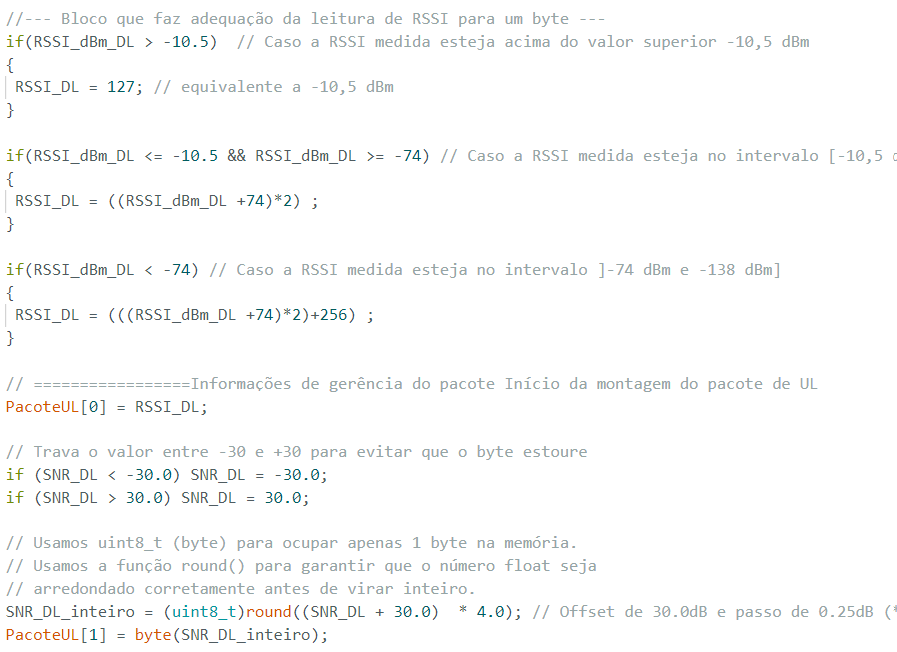 //--- Bloco que faz adequação da leitura de RSSI para um byte ---
if(RSSI_dBm_DL > -10.5)  // Caso a RSSI medida esteja acima do valor superior -10,5 dBm
{
RSSI_DL = 127; // equivalente a -10,5 dBm
}
if(RSSI_dBm_DL <= -10.5 && RSSI_dBm_DL >= -74) // Caso a RSSI medida esteja no intervalo [-10,5
{
RSSI_DL = ((RSSI_dBm_DL +74)*2) ;
}
if(RSSI_dBm_DL < -74) // Caso a RSSI medida esteja no intervalo ]-74 dBm e -138 dBm]
{
RSSI_DL = (((RSSI_dBm_DL +74)*2)+256) ;
}
// =================Informações de gerência do pacote Início da montagem do pacote de UL
PacoteUL[0] = RSSI_DL;
// Trava o valor entre -30 e +30 para evitar que o byte estoure
if (SNR_DL < -30.0) SNR_DL = -30.0;
if (SNR_DL > 30.0) SNR_DL = 30.0;
// Usamos uint8_t (byte) para ocupar apenas 1 byte na memória.
// Usamos a função round() para garantir que o número float seja
// arredondado corretamente antes de virar inteiro.
SNR_DL_inteiro = (uint8_t)round((SNR_DL + 30.0)  * 4.0); // Offset de 30.0dB e passo de 0.25dB (*
PacoteUL[1] = byte(SNR_DL_inteiro);